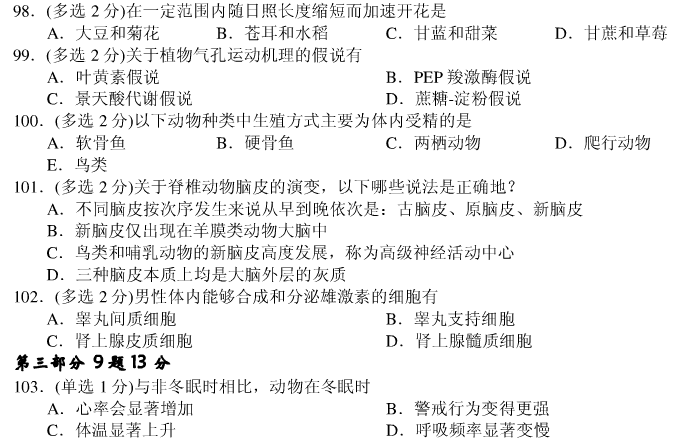 98．(多选 2 分)在一定范围内随日照长度缩短而加速开花是
A．大豆和菊花 B．苍耳和水稻 C．甘蓝和甜菜 D．甘蔗和草莓
99．(多选 2 分)关于植物气孔运动机理的假说有
A．叶黄素假说 B．PEP 羧激酶假说
C．景天酸代谢假说 D．蔗糖-淀粉假说
100．(多选 2 分)以下动物种类中生殖方式主要为体内受精的是
A．软骨鱼 B．硬骨鱼 C．两栖动物 D．爬行动物
E．鸟类
101．(多选 2 分)关于脊椎动物脑皮的演变，以下哪些说法是正确地？
A．不同脑皮按次序发生来说从早到晚依次是：古脑皮、原脑皮、新脑皮
B．新脑皮仅出现在羊膜类动物大脑中
C．鸟类和哺乳动物的新脑皮高度发展，称为高级神经活动中心
D．三种脑皮本质上均是大脑外层的灰质
102．(多选 2 分)男性体内能够合成和分泌雄激素的细胞有
A．睾丸间质细胞 B．睾丸支持细胞
C．肾上腺皮质细胞 D．肾上腺髓质细胞
第三部分 9 题 13 分
103．(单选 1 分)与非冬眠时相比，动物在冬眠时
A．心率会显著增加 B．警戒行为变得更强
C．体温显著上升 D．呼吸频率显著变慢